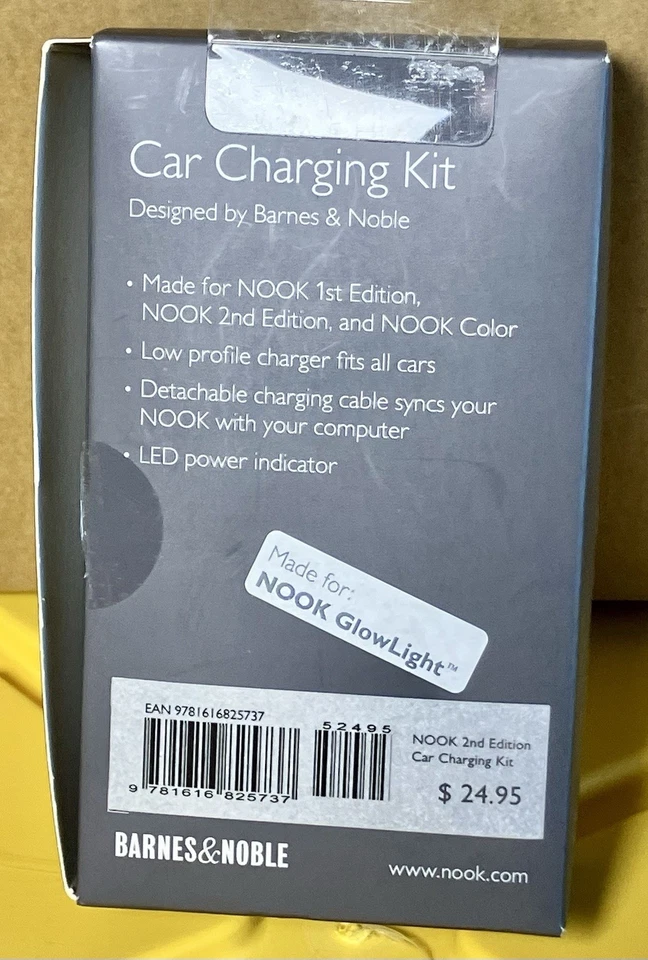 Car Charging Kit
Designed by Barnes & Noble
• Made for NOOK 1st Edition,
NOOK 2nd Edition, and NOOK Color
• Low profile charger fits all cars
• Detachable charging cable syncs your
NOOK with your computer
• LED power indicator
Made for:
NOOK GlowLight™
EAN 9781616825737
52495
9 781616 825737
NOOK 2nd Edition
Car Charging Kit
$ 24.95
BARNES&NOBLE
www.nook.com